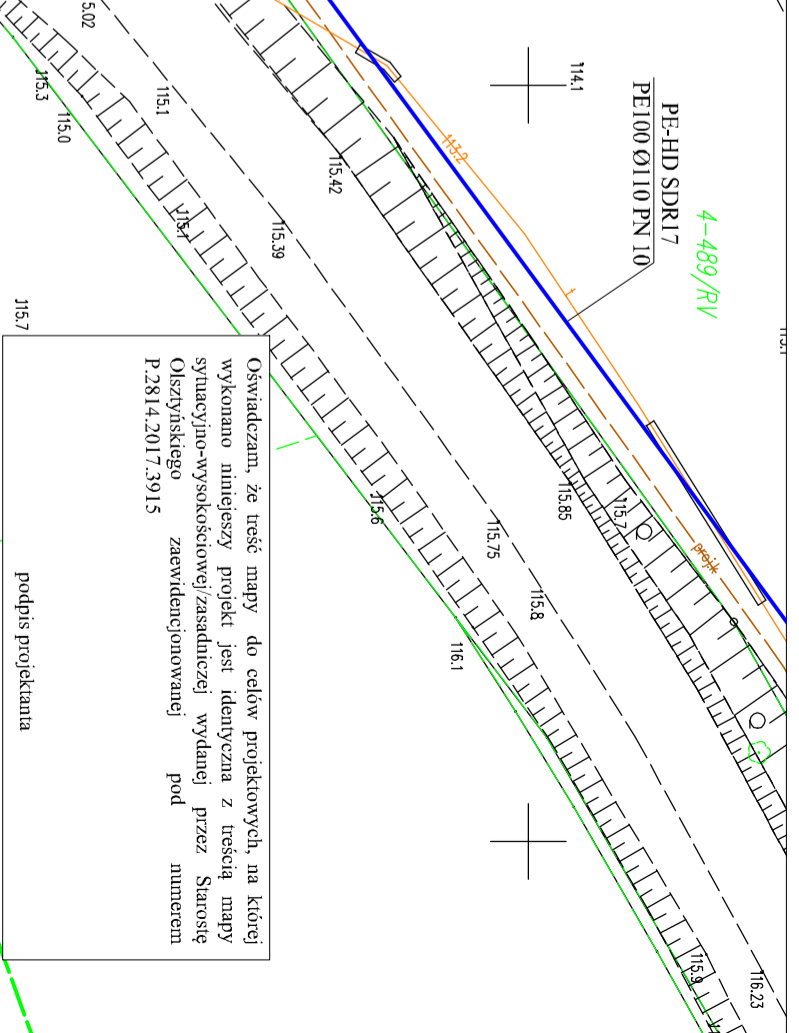 PE-HD SDR17
PE100 Ø110 PN 10
4-489/RV
114.1
113.2
t
115.42
115.39
115.1
5.02
115.3
115.0
115.1
115.7
115.85
115.7
proj.k
115.75
115.8
115.6
116.1
116.23
115.9
Oświadczam, że treść mapy do celów projektowych, na której
wykonano niniejeszy projekt jest identyczna z treścią mapy
sytuacyjno-wysokościowej/zasadniczej wydanej przez Starostę
Olsztyńskiego zaewidencjonowanej pod numerem
P.2814.2017.3915
podpis projektanta